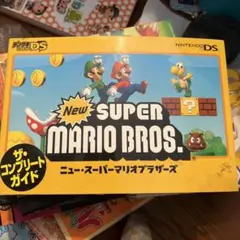 DS
NINTENDO DS
New
SUPER
MARIO BROS.
ニュー・スーパーマリオブラザーズ
ザ・
コンプリート
ガイド